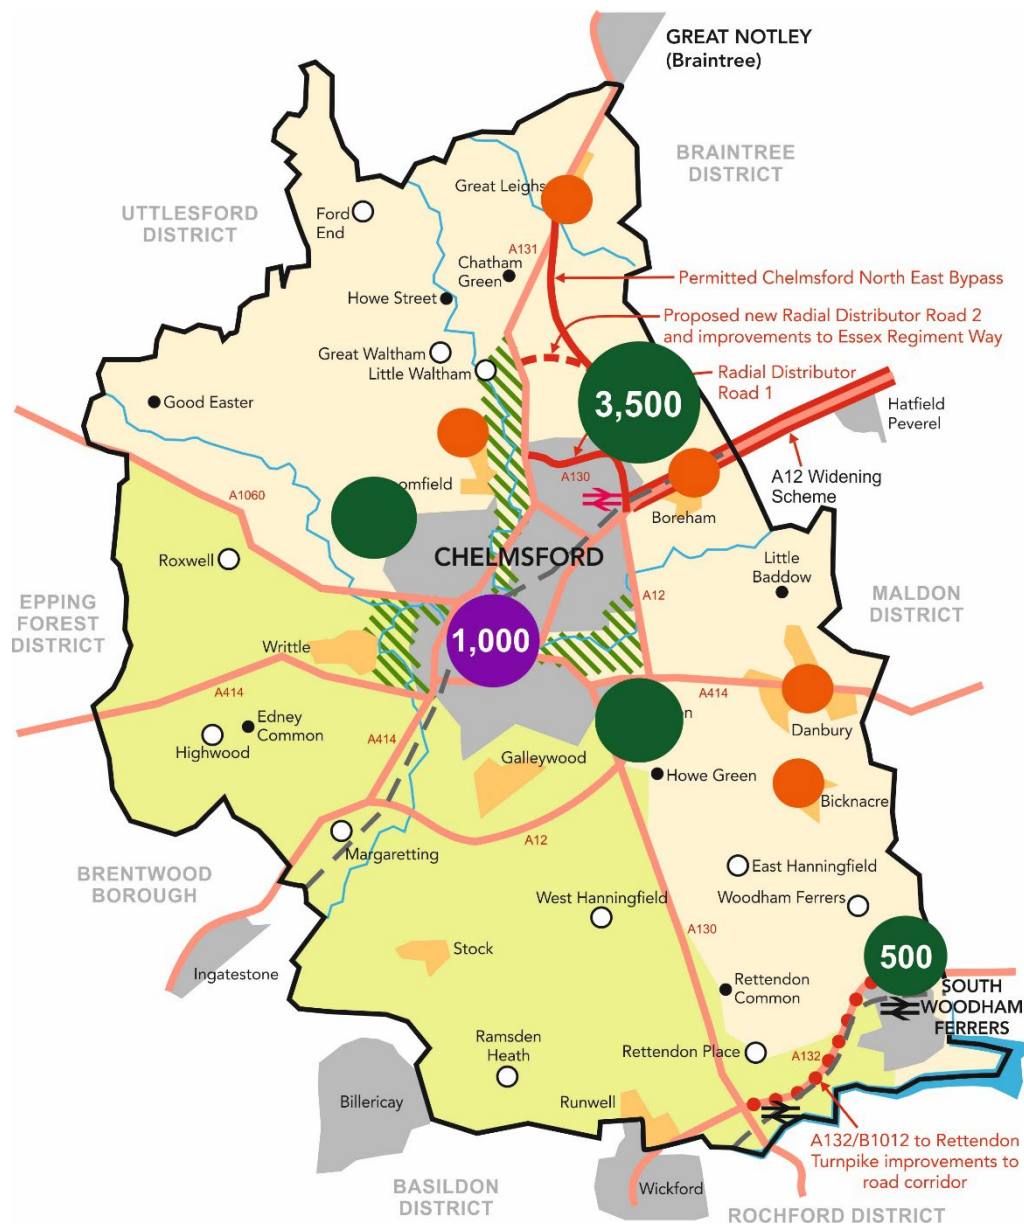 GREAT NOTLEY
(Braintree)
BRAINTREE
DISTRICT
Great Leighs
UTTLESFORD
DISTRICT
Ford
End
A131
Chatham
Green
Permitted Chelmsford North East Bypass
Howe Street
Proposed new Radial Distributor Road 2
and improvements to Essex Regiment Way
Great Waltham
Little Waltham
Radial Distributor
Road 1
3,500
Good Easter
Hatfield
Peverel
A130
A12 Widening
Scheme
omfield
A1060
Boreham
CHELMSFORD
Roxwell
Little
Baddow
EPPING
FOREST
DISTRICT
A12
MALDON
DISTRICT
1,000
Writtle
A414
A414
Edney
Common
Highwood
A414
en
Danbury
Galleywood
Howe Green
Bicknacre
Margaretting
A12
BRENTWOOD
BOROUGH
East Hanningfield
West Hanningfield
Woodham Ferrers
A130
Stock
500
Ingatestone
Rettendon
Common
SOUTH
WOODHAM
FERRERS
Ramsden
Heath
Rettendon Place
A132
Billericay
Runwell
A132/B1012 to Rettendon
Turnpike improvements to
road corridor
BASILDON
DISTRICT
Wickford
ROCHFORD DISTRICT